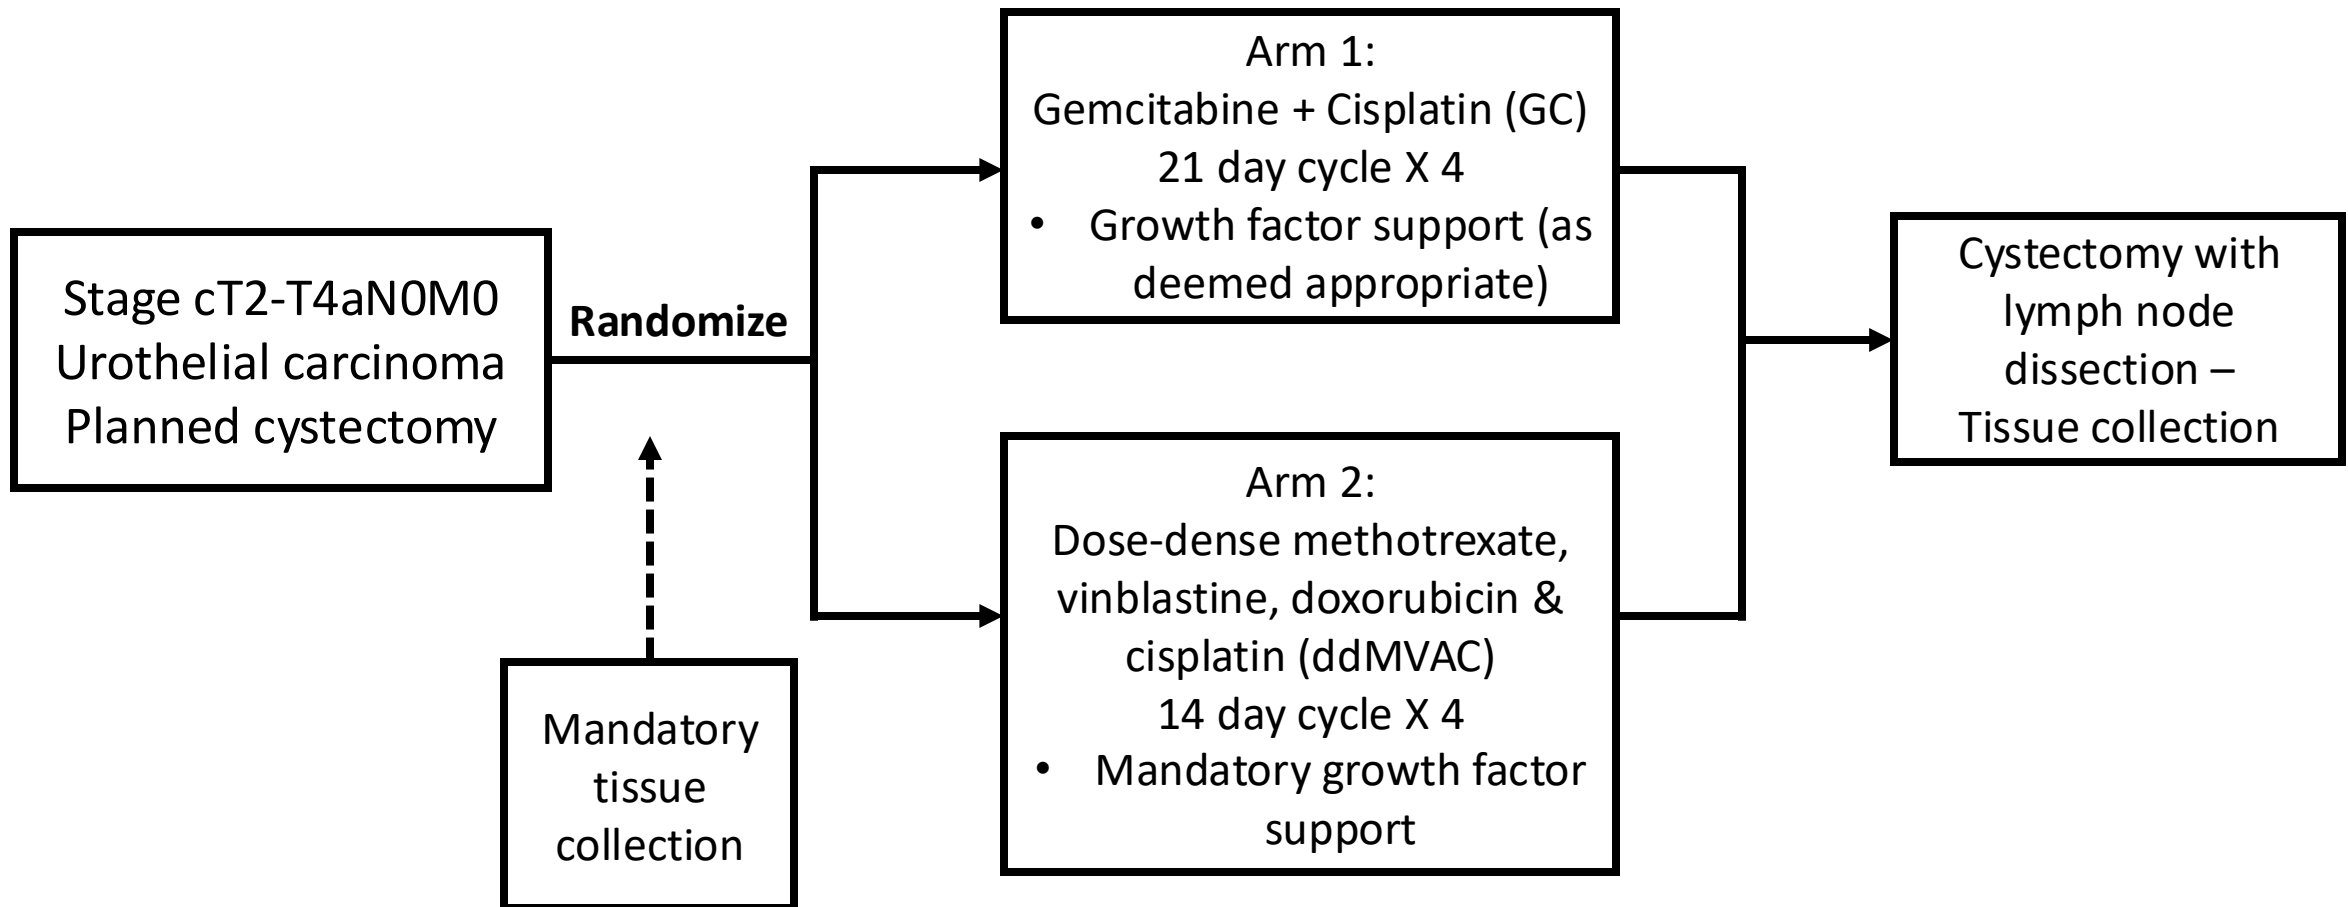 Stage cT2-T4aN0M0
Urothelial carcinoma
Planned cystectomy
Randomize
Mandatory
tissue
collection
Arm 1:
Gemcitabine + Cisplatin (GC)
21 day cycle X 4
• Growth factor support (as
deemed appropriate)
Arm 2:
Dose-dense methotrexate,
vinblastine, doxorubicin &
cisplatin (ddMVAC)
14 day cycle X 4
• Mandatory growth factor
support
Cystectomy with
lymph node
dissection –
Tissue collection